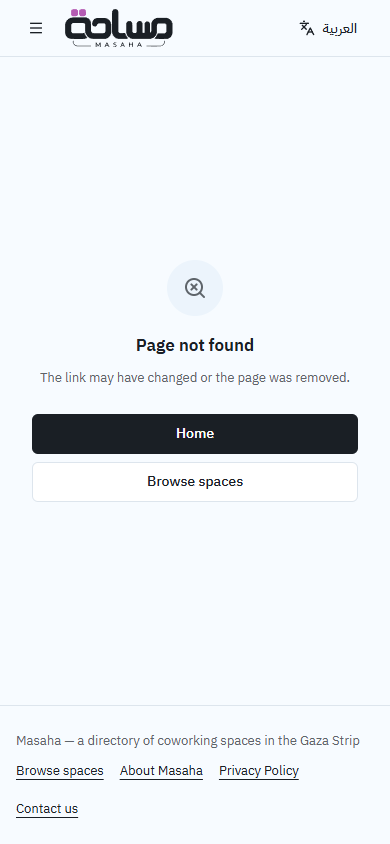 مساحة
MASAHA
العربية
Page not found
The link may have changed or the page was removed.
Home
Browse spaces
Masaha — a directory of coworking spaces in the Gaza Strip
Browse spaces About Masaha Privacy Policy
Contact us